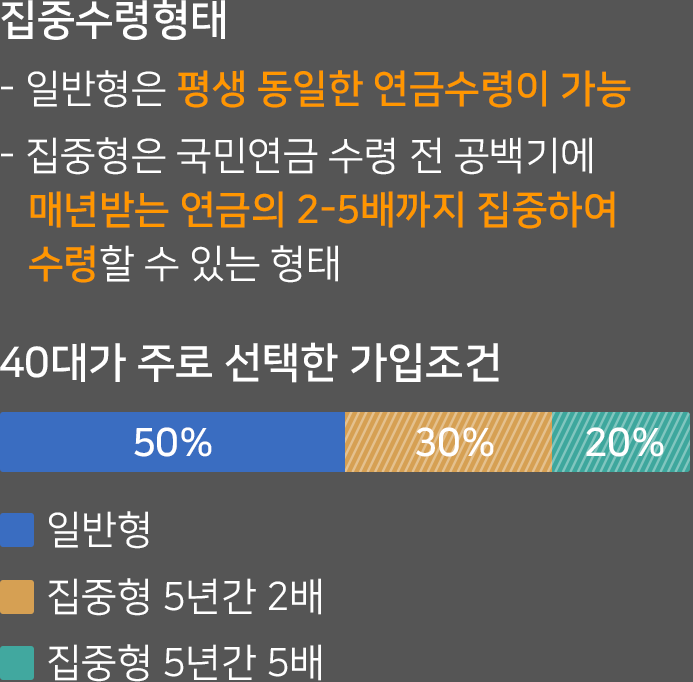 집중수령형태
- 일반형은 평생 동일한 연금수령이 가능
- 집중형은 국민연금 수령 전 공백기에
매년받는 연금의 2-5배까지 집중하여
수령할 수 있는 형태
40대가 주로 선택한 가입조건
50% 30% 20%
일반형
집중형 5년간 2배
집중형 5년간 5배